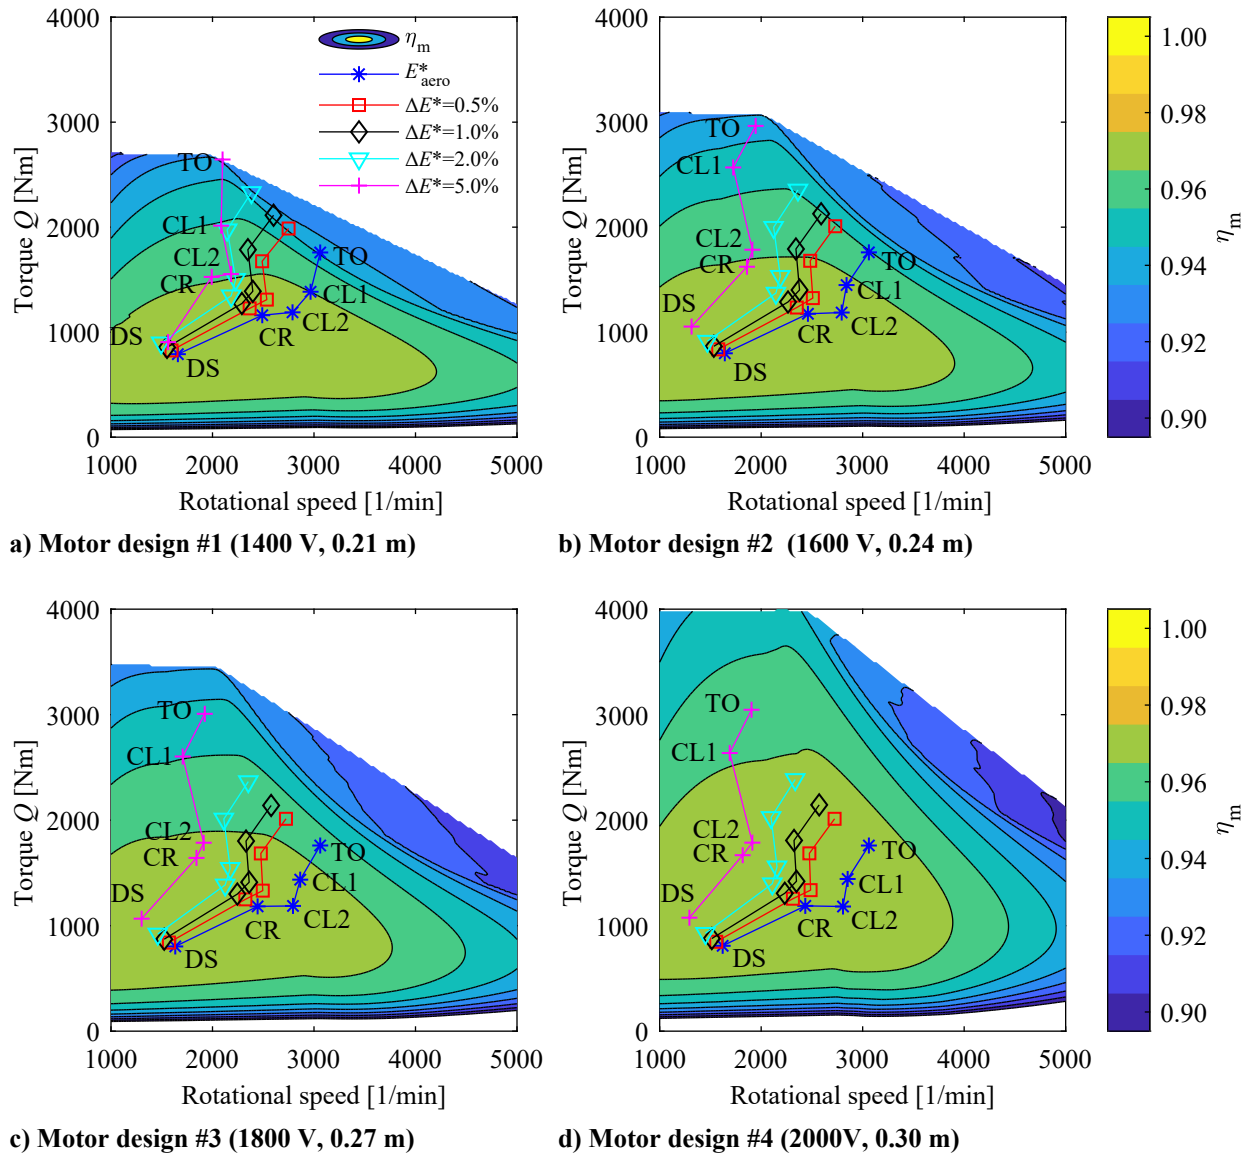 4000
3000
2000
1000
0
Torque Q [Nm]
1000 2000 3000 4000 5000
Rotational speed [1/min]
ηm
E*aero
ΔE*=0.5%
ΔE*=1.0%
ΔE*=2.0%
ΔE*=5.0%
TO
CL1
CL2
CR
DS
TO
CL1
CL2
CR
DS
a) Motor design #1 (1400 V, 0.21 m)
4000
3000
2000
1000
0
Torque Q [Nm]
1000 2000 3000 4000 5000
Rotational speed [1/min]
TO
CL1
CL2
CR
DS
TO
CL1
CL2
CR
DS
b) Motor design #2 (1600 V, 0.24 m)
1.00
0.98
0.96
0.94
0.92
0.90
ηm
4000
3000
2000
1000
0
Torque Q [Nm]
1000 2000 3000 4000 5000
Rotational speed [1/min]
TO
CL1
CL2
CR
DS
TO
CL1
CL2
CR
DS
c) Motor design #3 (1800 V, 0.27 m)
4000
3000
2000
1000
0
Torque Q [Nm]
1000 2000 3000 4000 5000
Rotational speed [1/min]
TO
CL1
CL2
CR
DS
TO
CL1
CL2
CR
DS
d) Motor design #4 (2000V, 0.30 m)
1.00
0.98
0.96
0.94
0.92
0.90
ηm